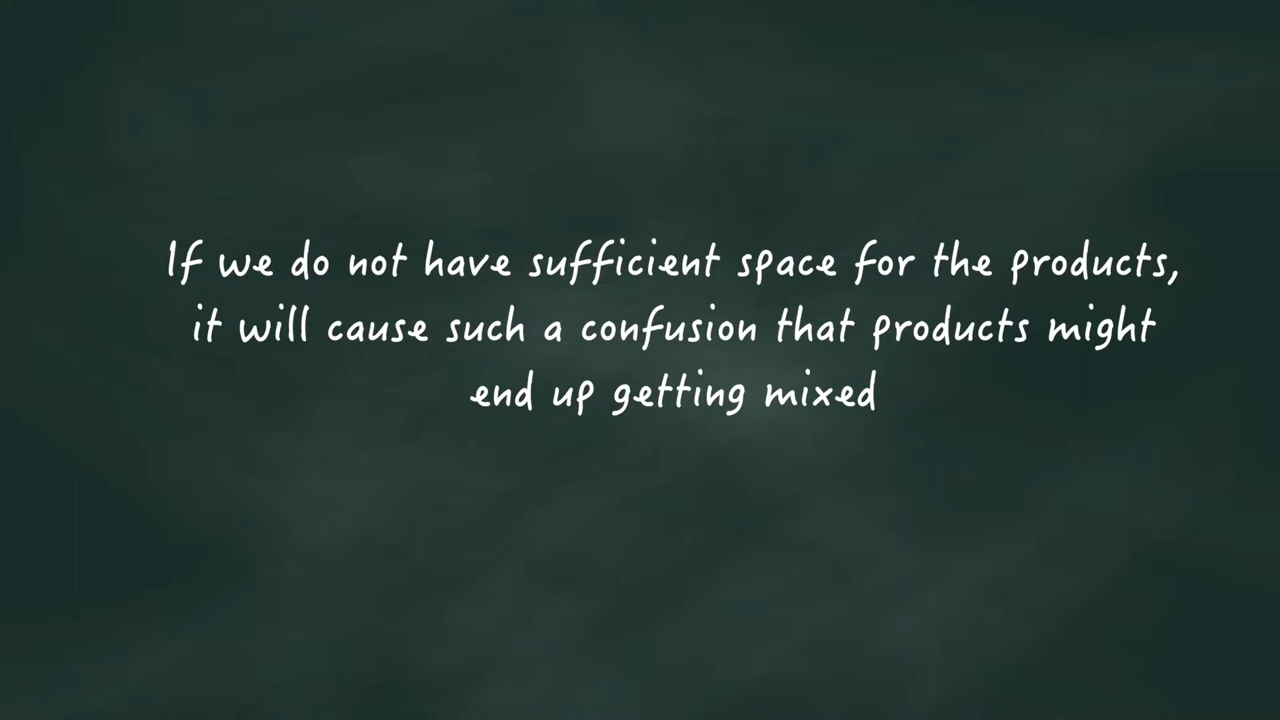 If we do not have sufficient space for the products,
it will cause such a confusion that products might
end up getting mixed